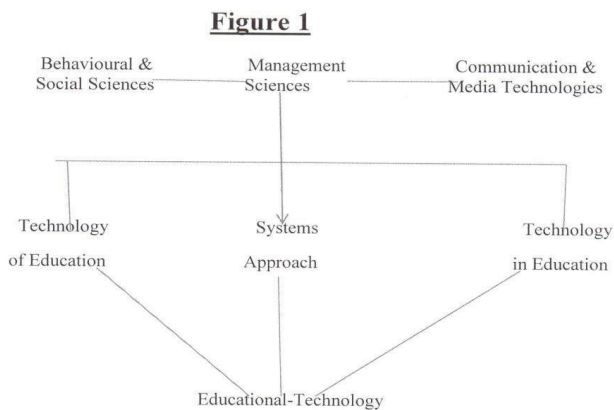 Figure 1
Behavioural &
Social Sciences
Management
Sciences
Communication &
Media Technologies
Technology
of Education
Systems
Approach
Technology
in Education
Educational-Technology